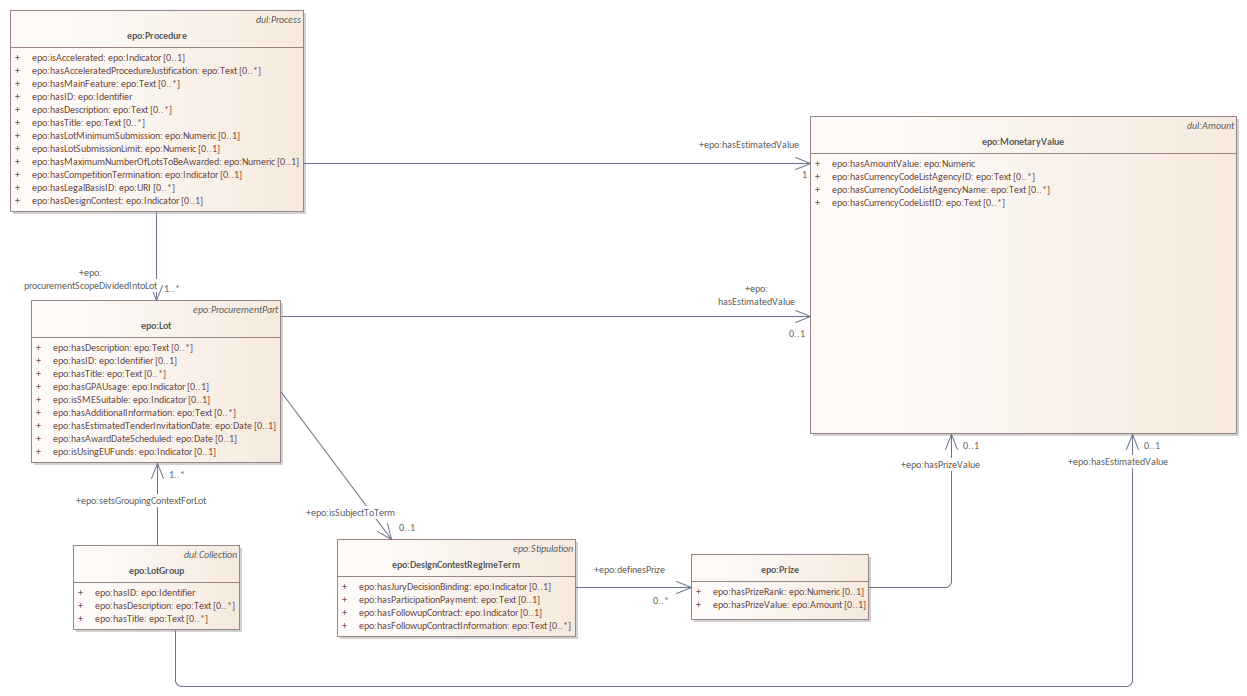 dul:Process
epo:Procedure
+ epo:isAccelerated: epo:Indicator [0..1]
+ epo:hasAcceleratedProcedureJustification: epo:Text [0..*]
+ epo:hasMainFeature: epo:Text [0..*]
+ epo:hasID: epo:Identifier
+ epo:hasDescription: epo:Text [0..*]
+ epo:hasTitle: epo:Text [0..*]
+ epo:hasLotMinimumSubmission: epo:Numeric [0..1]
+ epo:hasLotSubmissionLimit: epo:Numeric [0..1]
+ epo:hasMaximumNumberOfLotsToBeAwarded: epo:Numeric [0..1]
+ epo:hasCompetitionTermination: epo:Indicator [0..1]
+ epo:hasLegalBasisID: epo:URI [0..*]
+ epo:hasDesignContest: epo:Indicator [0..1]
+epo:hasEstimatedValue
1
dul:Amount
epo:MonetaryValue
+ epo:hasAmountValue: epo:Numeric
+ epo:hasCurrencyCodeListAgencyID: epo:Text [0..*]
+ epo:hasCurrencyCodeListAgencyName: epo:Text [0..*]
+ epo:hasCurrencyCodeListID: epo:Text [0..*]
+epo:
procurementScopeDividedIntoLot
1..*
epo:ProcurementPart
epo:Lot
+ epo:hasDescription: epo:Text [0..*]
+ epo:hasID: epo:Identifier [0..1]
+ epo:hasTitle: epo:Text [0..*]
+ epo:hasGPAUsage: epo:Indicator [0..1]
+ epo:isSMESuitable: epo:Indicator [0..1]
+ epo:hasAdditionalInformation: epo:Text [0..*]
+ epo:hasEstimatedTenderInvitationDate: epo:Date [0..1]
+ epo:hasAwardDateScheduled: epo:Date [0..1]
+ epo:isUsingEUFunds: epo:Indicator [0..1]
+epo:
hasEstimatedValue
0..1
1..*
+epo:setsGroupingContextForLot
+epo:isSubjectToTerm
0..1
0..1
+epo:hasPrizeValue
0..1
+epo:hasEstimatedValue
dul:Collection
epo:LotGroup
+ epo:hasID: epo:Identifier
+ epo:hasDescription: epo:Text [0..*]
+ epo:hasTitle: epo:Text [0..*]
epo:Stipulation
epo:DesignContestRegimeTerm
+ epo:hasJuryDecisionBinding: epo:Indicator [0..1]
+ epo:hasParticipationPayment: epo:Text [0..1]
+ epo:hasFollowupContract: epo:Indicator [0..1]
+ epo:hasFollowupContractInformation: epo:Text [0..*]
+epo:definesPrize
0..*
epo:Prize
+ epo:hasPrizeRank: epo:Numeric [0..1]
+ epo:hasPrizeValue: epo:Amount [0..1]